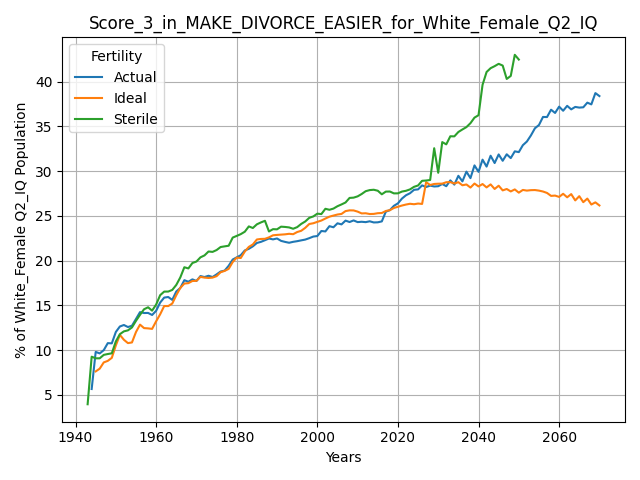 Score_3_in_MAKE_DIVORCE_EASIER_for_White_Female_Q2_IQ
Fertility
Actual
Ideal
Sterile
% of White_Female Q2_IQ Population
40
35
30
25
20
15
10
5
1940 1960 1980 2000 2020 2040 2060
Years